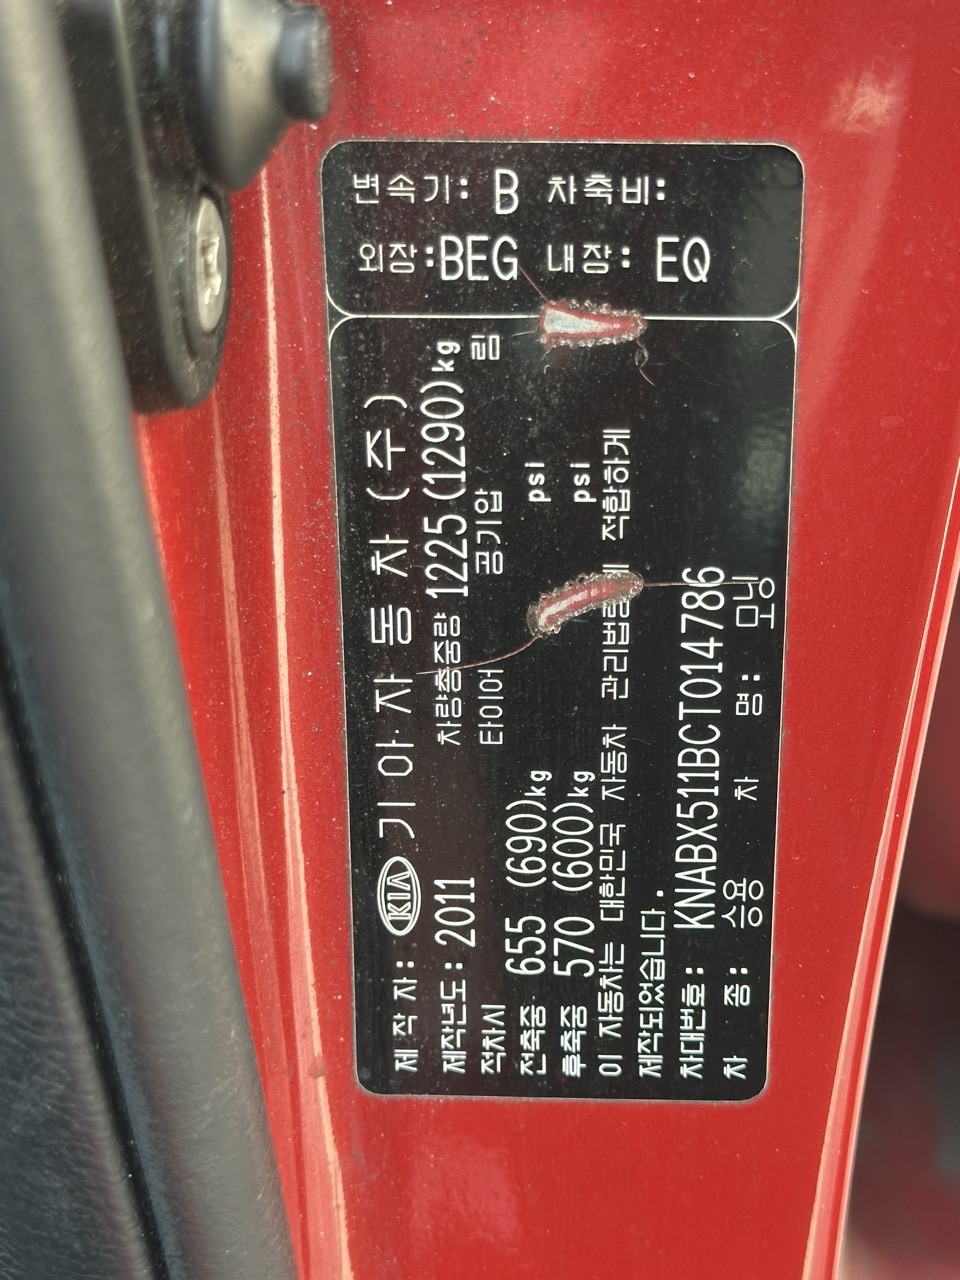 변속기: B 차축비:
외장:BEG 내장: EQ
제 작 자: KIA 기 아 자 동 차 (주)
제작년도: 2011 차량총중량 1225(1290)kg
적차시 타이어 공기압 림
전축중 655 (690)kg psi
후축중 570 (600)kg psi
이 자동차는 대한민국 자동차 관리법령에 적합하게
제작되었습니다.
차대번호: KNABX511BCT014786
차 종: 승용 차 명: 모닝